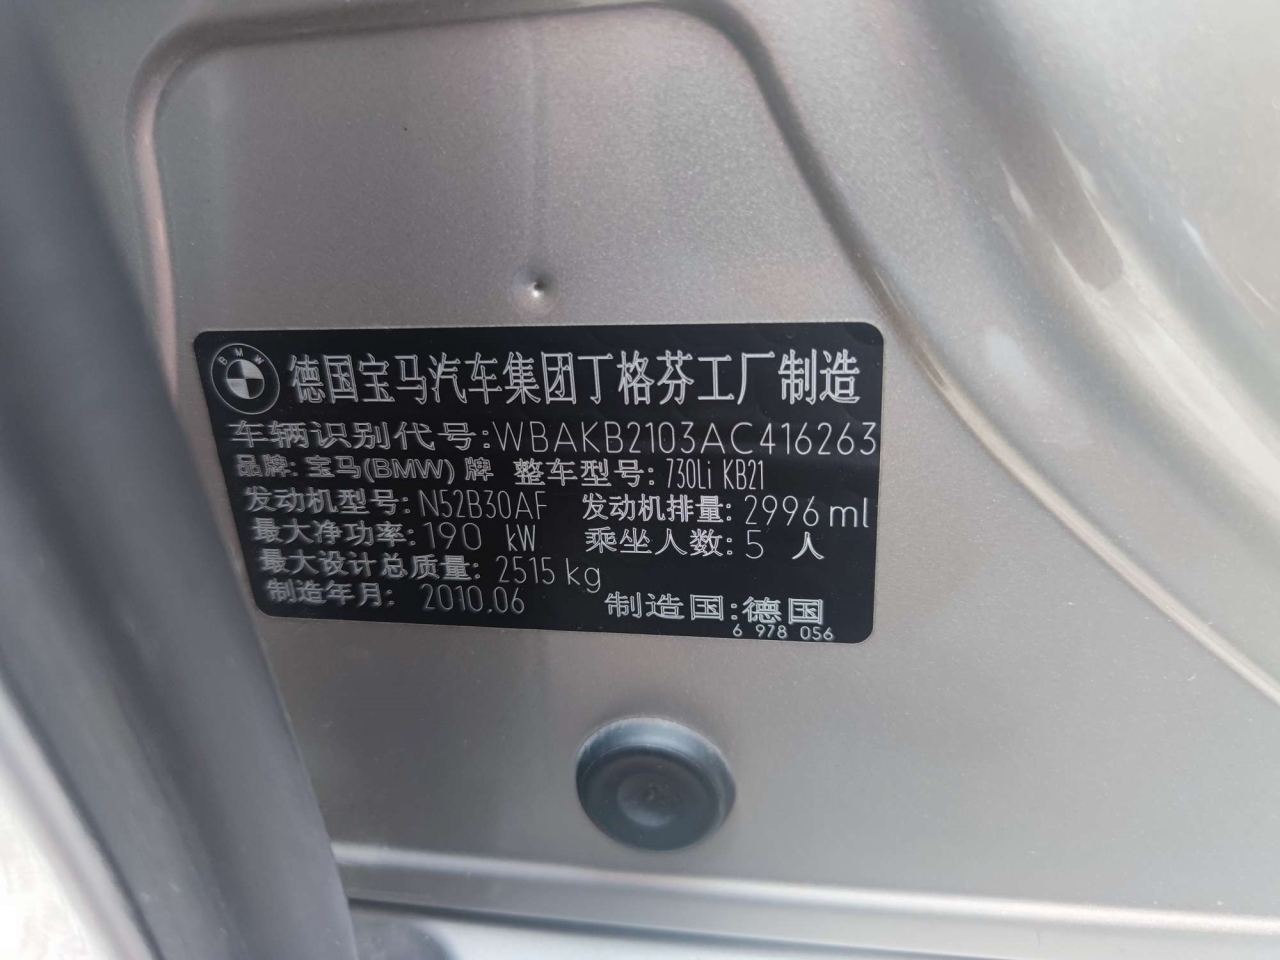 BMW
德国宝马汽车集团丁格芬工厂制造
车辆识别代号:WBAKB2103AC416263
品牌: 宝马(BMW) 牌 整车型号: 730Li KB21
发动机型号: N52B30AF 发动机排量: 2996 ml
最大净功率: 190 kW 乘坐人数: 5 人
最大设计总质量: 2515 kg
制造年月: 2010.06 制造国: 德国
6 978 056